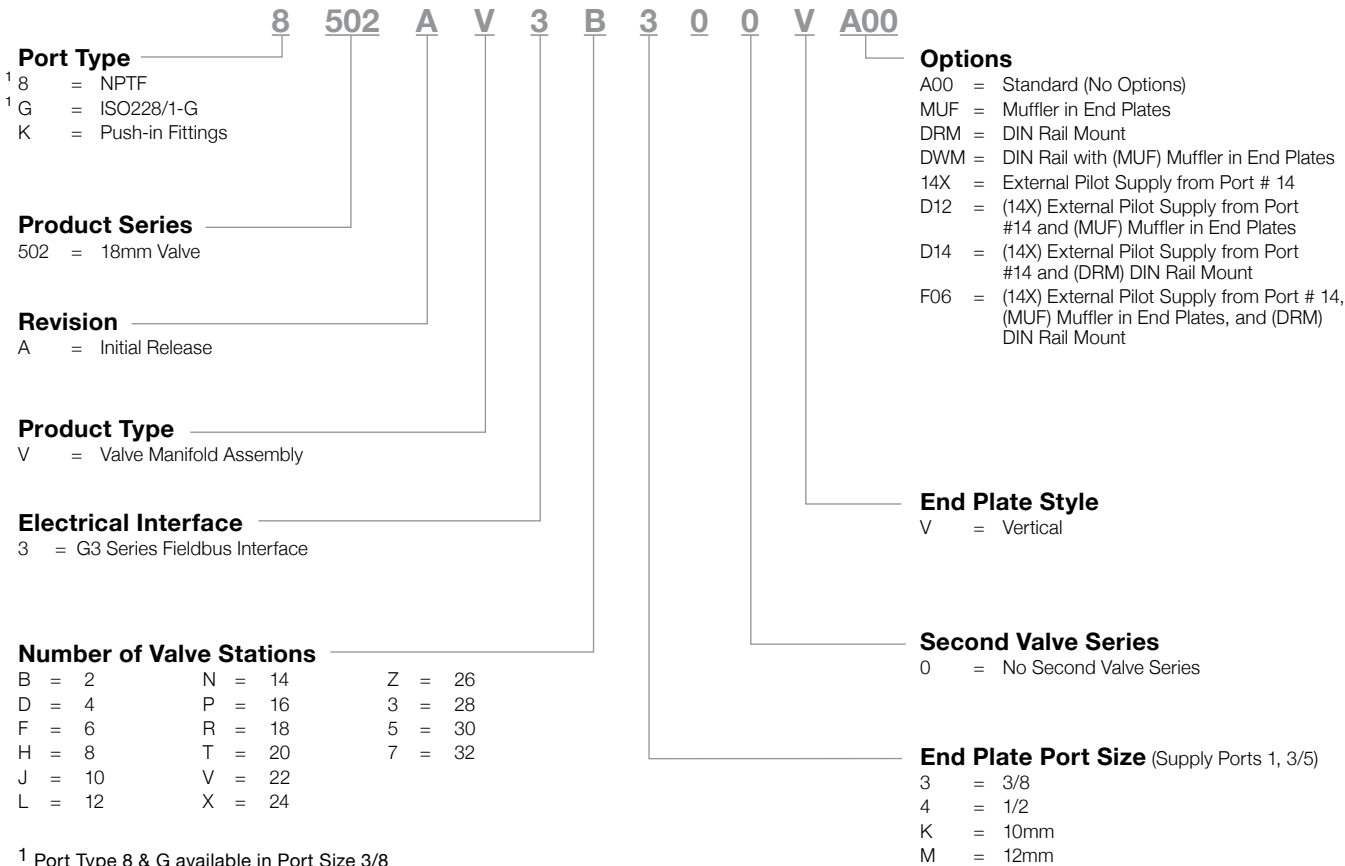 8 502 A V 3 B 3 0 0 V A00
Port Type
1 8 = NPTF
1 G = ISO228/1-G
K = Push-in Fittings
Product Series
502 = 18mm Valve
Revision
A = Initial Release
Product Type
V = Valve Manifold Assembly
Electrical Interface
3 = G3 Series Fieldbus Interface
Number of Valve Stations
B = 2 N = 14 Z = 26
D = 4 P = 16 3 = 28
F = 6 R = 18 5 = 30
H = 8 T = 20 7 = 32
J = 10 V = 22
L = 12 X = 24
1 Port Type 8 & G available in Port Size 3/8
Options
A00 = Standard (No Options)
MUF = Muffler in End Plates
DRM = DIN Rail Mount
DWM = DIN Rail with (MUF) Muffler in End Plates
14X = External Pilot Supply from Port # 14
D12 = (14X) External Pilot Supply from Port
#14 and (MUF) Muffler in End Plates
D14 = (14X) External Pilot Supply from Port
#14 and (DRM) DIN Rail Mount
F06 = (14X) External Pilot Supply from Port # 14,
(MUF) Muffler in End Plates, and (DRM)
DIN Rail Mount
End Plate Style
V = Vertical
Second Valve Series
0 = No Second Valve Series
End Plate Port Size (Supply Ports 1, 3/5)
3 = 3/8
4 = 1/2
K = 10mm
M = 12mm